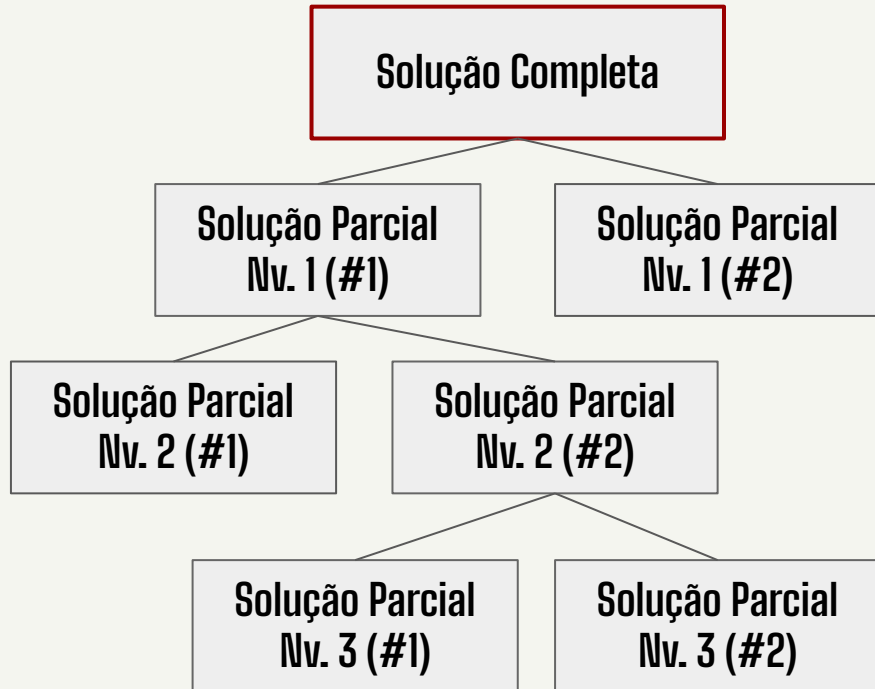 Solução Completa
Solução Parcial
Nv. 1 (#1)
Solução Parcial
Nv. 1 (#2)
Solução Parcial
Nv. 2 (#1)
Solução Parcial
Nv. 2 (#2)
Solução Parcial
Nv. 3 (#1)
Solução Parcial
Nv. 3 (#2)